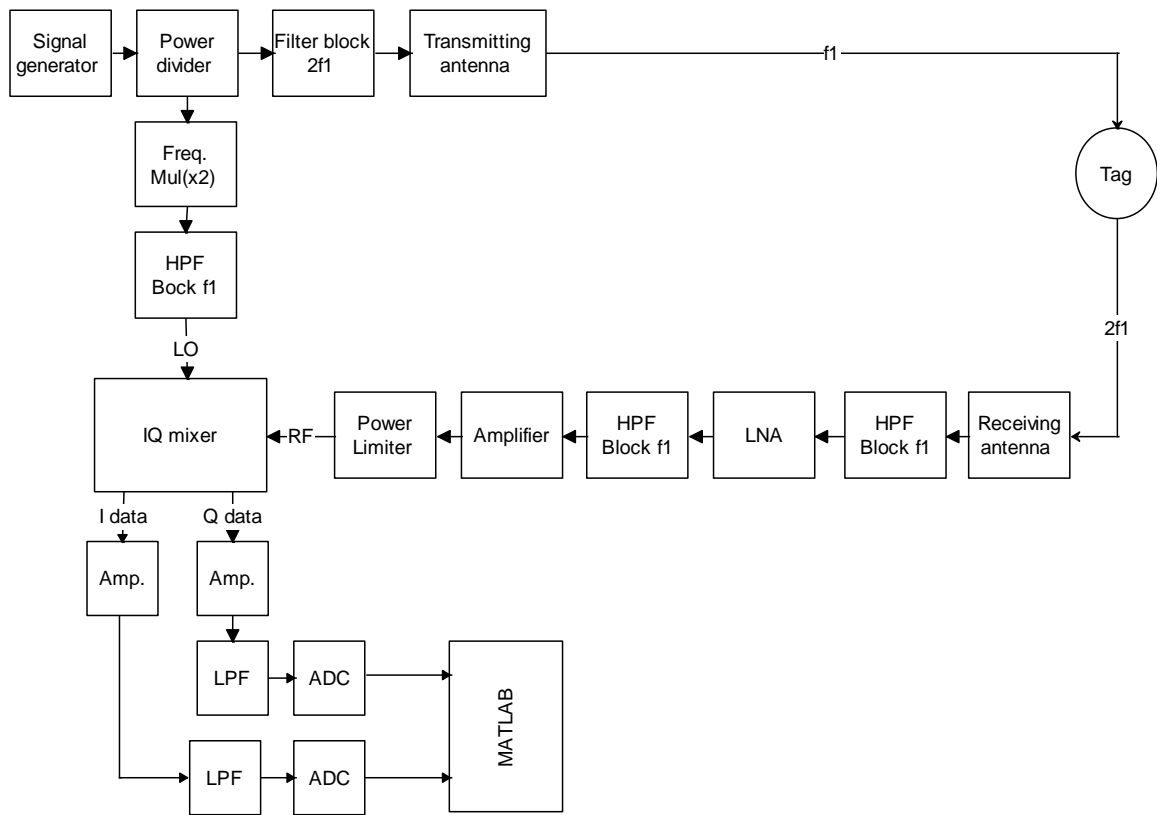 Signal
generator
Power
divider
Filter block
2f1
Transmitting
antenna
f1
Freq.
Mul(x2)
Tag
HPF
Bock f1
2f1
LO
IQ mixer
RF
Power
Limiter
Amplifier
HPF
Block f1
LNA
HPF
Block f1
Receiving
antenna
I data
Q data
Amp.
Amp.
LPF
ADC
MATLAB
LPF
ADC